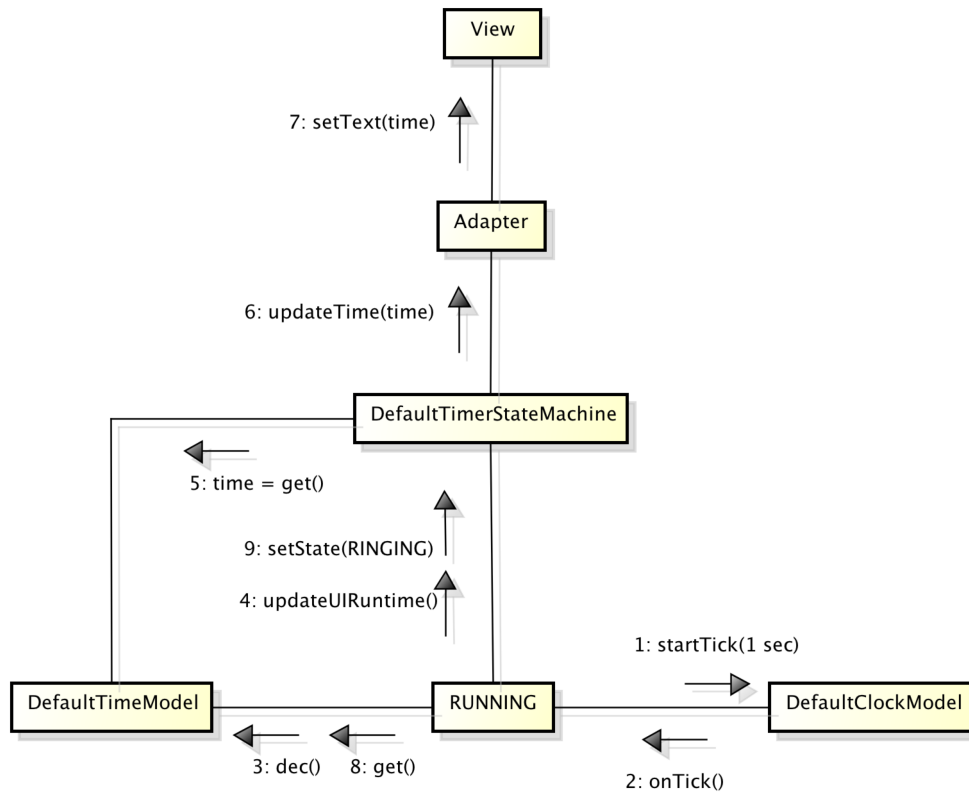 View
7: setText(time)
Adapter
6: updateTime(time)
DefaultTimerStateMachine
5: time = get()
9: setState(RINGING)
4: updateUIRuntime()
1: startTick(1 sec)
DefaultTimeModel
RUNNING
DefaultClockModel
3: dec()
8: get()
2: onTick()